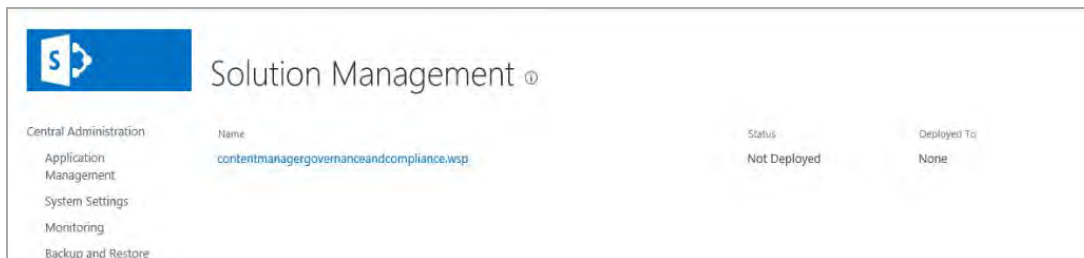 S
Solution Management
Central Administration
Application
Management
System Settings
Monitoring
Backup and Restore
Name Status Deployed To
contentmanagergovernanceandcompliance.wsp Not Deployed None